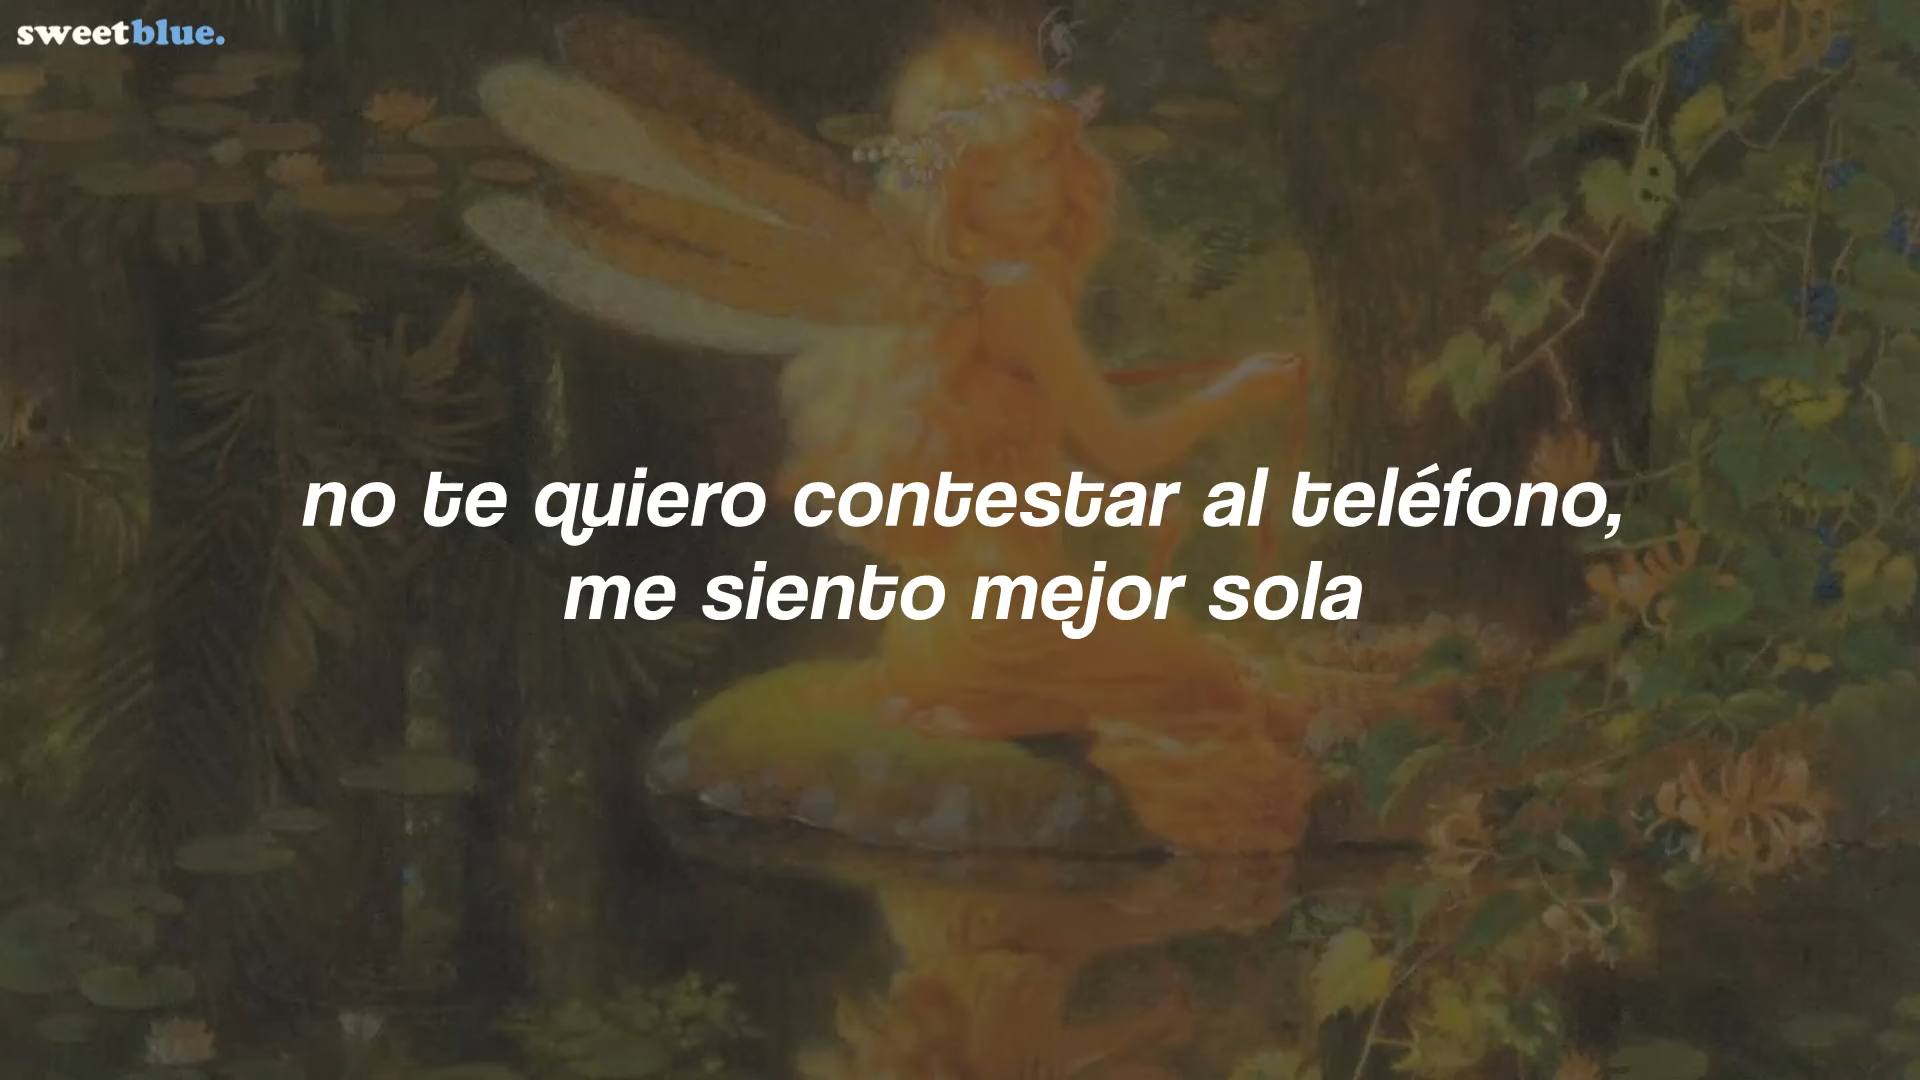 sweetblue.
no te quiero contestar al teléfono,
me siento mejor sola